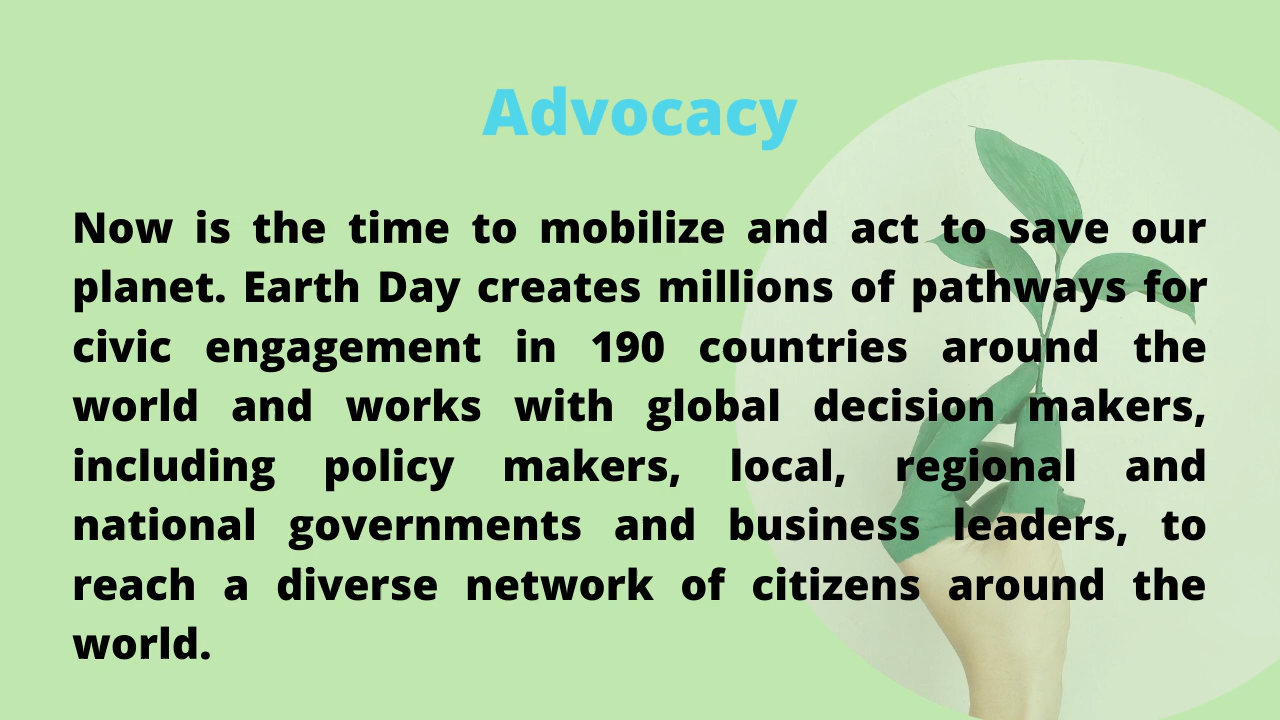 Advocacy
Now is the time to mobilize and act to save our
planet. Earth Day creates millions of pathways for
civic engagement in 190 countries around the
world and works with global decision makers,
including policy makers, local, regional and
national governments and business leaders, to
reach a diverse network of citizens around the
world.